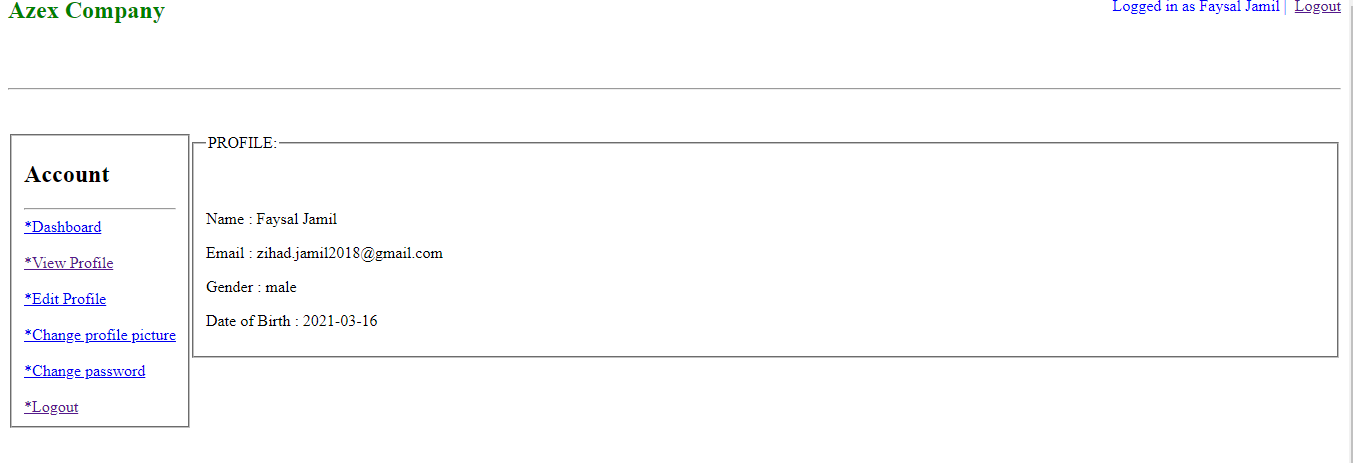 Azex Company
Logged in as Faysal Jamil | Logout
Account
*Dashboard
*View Profile
*Edit Profile
*Change profile picture
*Change password
*Logout
PROFILE:
Name : Faysal Jamil
Email : zihad.jamil2018@gmail.com
Gender : male
Date of Birth : 2021-03-16